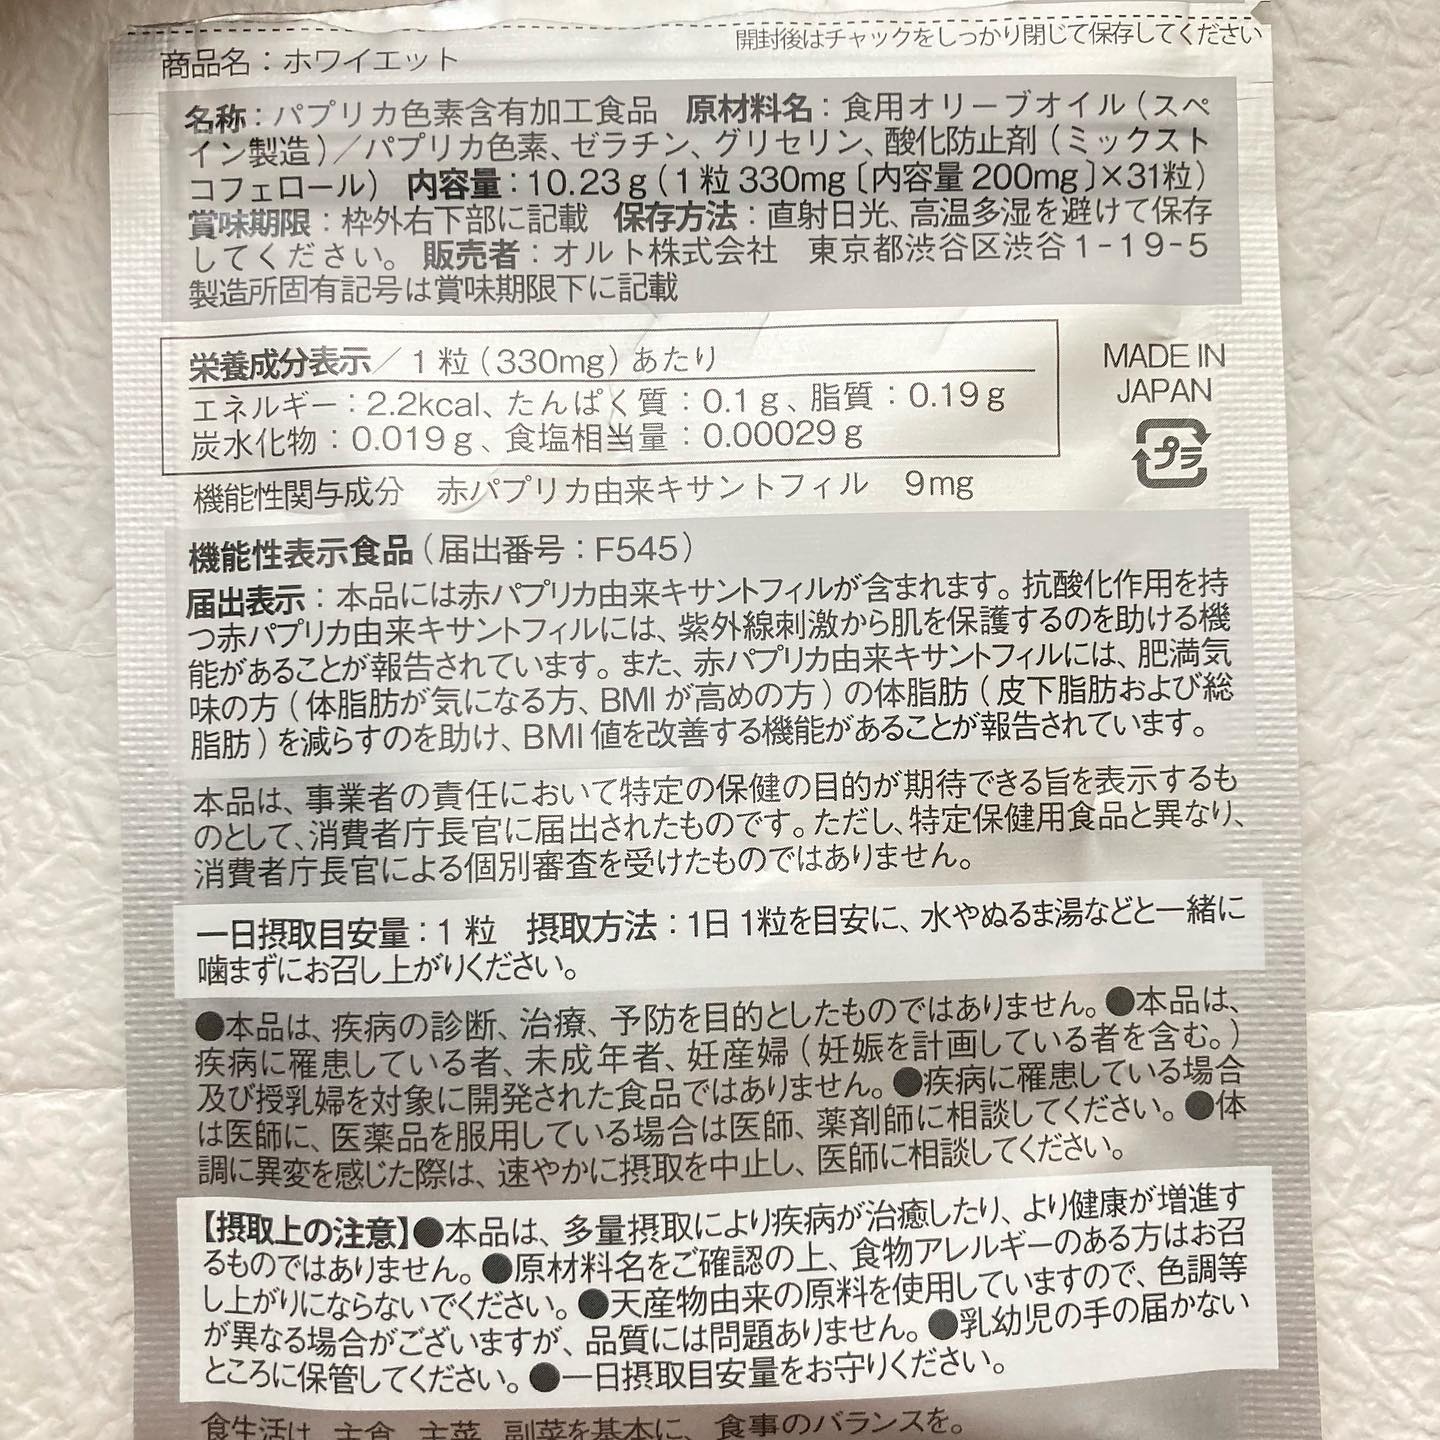 開封後はチャックをしっかり閉じて保存してください
商品名：ホワイエット
名称：パプリカ色素含有加工食品　原材料名：食用オリーブオイル（スペ
イン製造）／パプリカ色素、ゼラチン、グリセリン、酸化防止剤（ミックスト
コフェロール）　内容量：10.23g（1粒330mg〔内容量200mg〕×31粒）
賞味期限：枠外右下部に記載　保存方法：直射日光、高温多湿を避けて保存
してください。　販売者：オルト株式会社　東京都渋谷区渋谷1-19-5
製造所固有記号は賞味期限下に記載
栄養成分表示／1粒（330mg）あたり
エネルギー：2.2kcal、たんぱく質：0.1g、脂質：0.19g
炭水化物：0.019g、食塩相当量：0.00029g
MADE IN
JAPAN
プラ
機能性関与成分　赤パプリカ由来キサントフィル　9mg
機能性表示食品（届出番号：F545）
届出表示：本品には赤パプリカ由来キサントフィルが含まれます。抗酸化作用を持
つ赤パプリカ由来キサントフィルには、紫外線刺激から肌を保護するのを助ける機
能があることが報告されています。また、赤パプリカ由来キサントフィルには、肥満気
味の方（体脂肪が気になる方、BMIが高めの方）の体脂肪（皮下脂肪および総
脂肪）を減らすのを助け、BMI値を改善する機能があることが報告されています。
本品は、事業者の責任において特定の保健の目的が期待できる旨を表示するも
のとして、消費者庁長官に届出されたものです。ただし、特定保健用食品と異なり、
消費者庁長官による個別審査を受けたものではありません。
一日摂取目安量：1粒　摂取方法：1日1粒を目安に、水やぬるま湯などと一緒に
噛まずにお召し上がりください。
●本品は、疾病の診断、治療、予防を目的としたものではありません。●本品は、
疾病に罹患している者、未成年者、妊産婦（妊娠を計画している者を含む。）
及び授乳婦を対象に開発された食品ではありません。●疾病に罹患している場合
は医師に、医薬品を服用している場合は医師、薬剤師に相談してください。●体
調に異変を感じた際は、速やかに摂取を中止し、医師に相談してください。
【摂取上の注意】●本品は、多量摂取により疾病が治癒したり、より健康が増進す
るものではありません。●原材料名をご確認の上、食物アレルギーのある方はお召
し上がりにならないでください。●天産物由来の原料を使用していますので、色調等
が異なる場合がございますが、品質には問題ありません。●乳幼児の手の届かない
ところに保管してください。●一日摂取目安量をお守りください。
食生活は、主食、主菜、副菜を基本に、食事のバランスを。